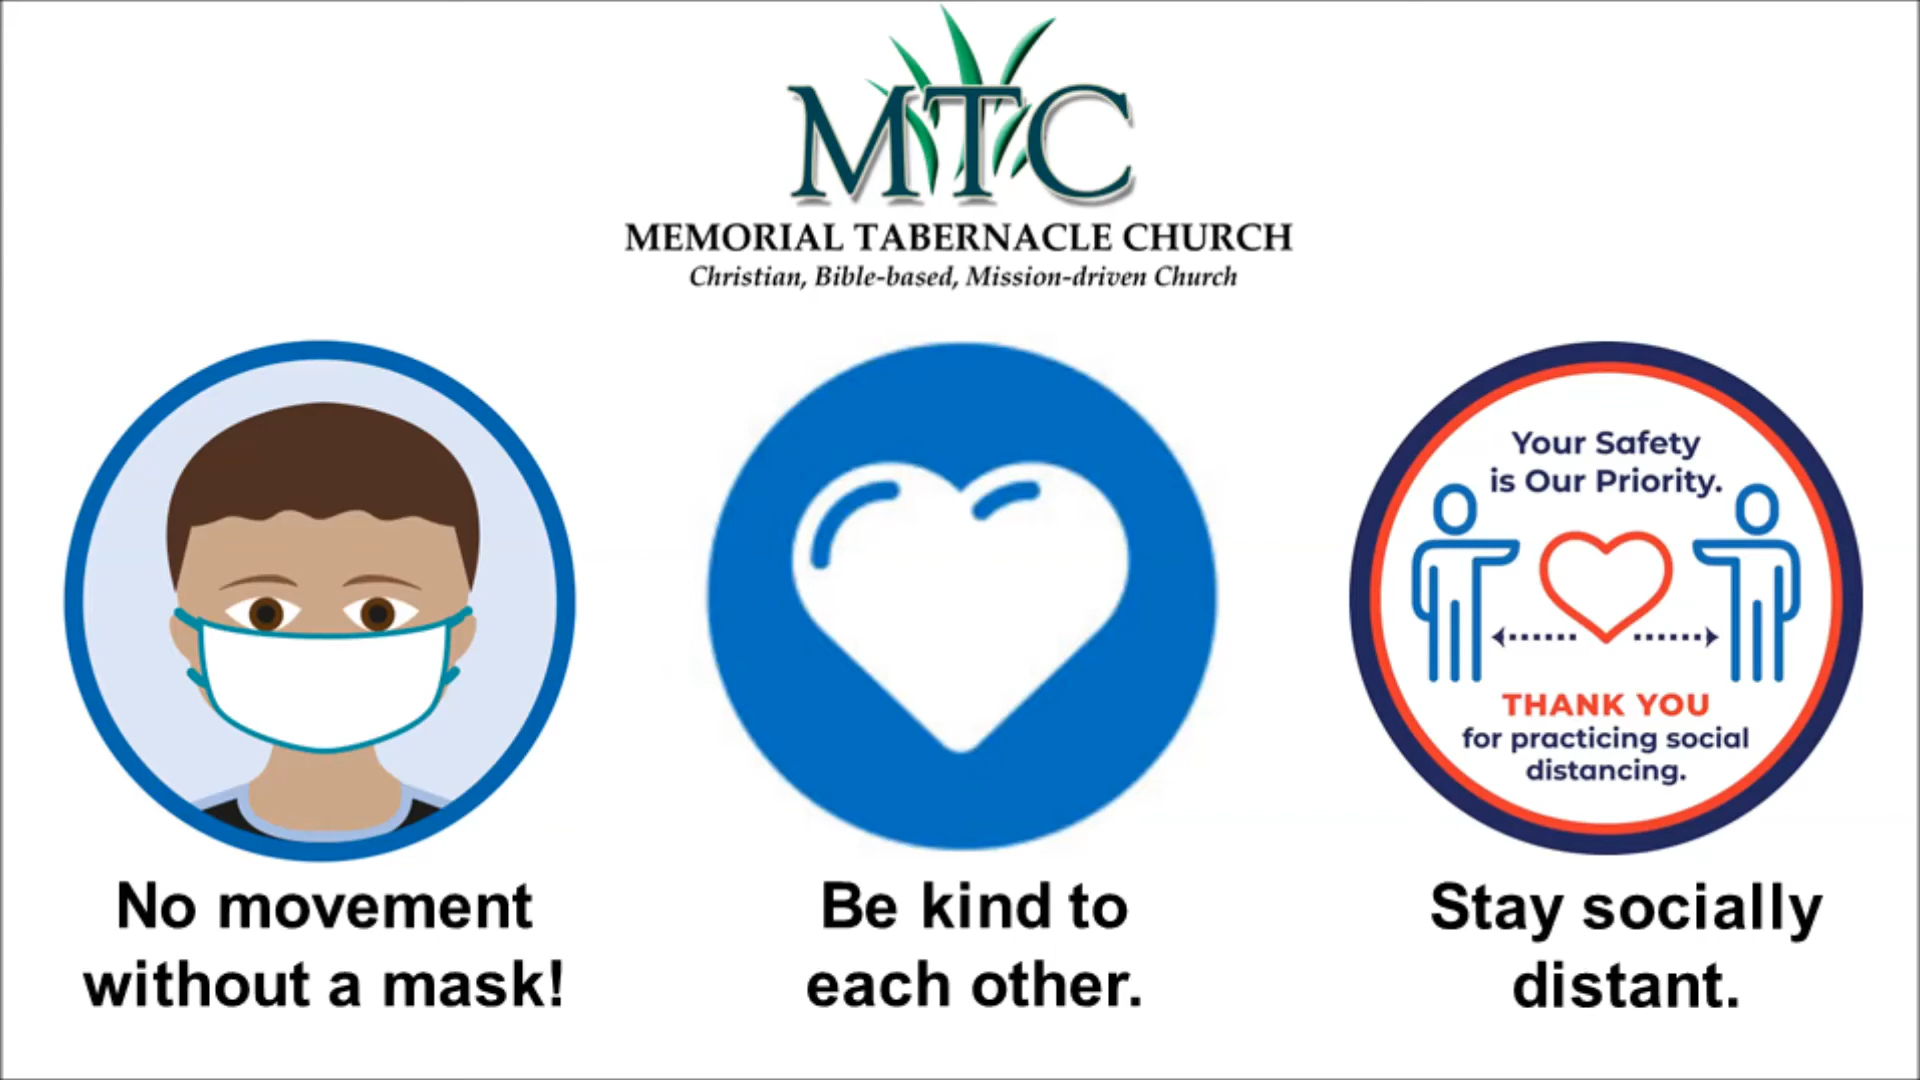 MTC
MEMORIAL TABERNACLE CHURCH
Christian, Bible-based, Mission-driven Church
Your Safety
is Our Priority.
THANK YOU
for practicing social
distancing.
No movement
without a mask!
Be kind to
each other.
Stay socially
distant.